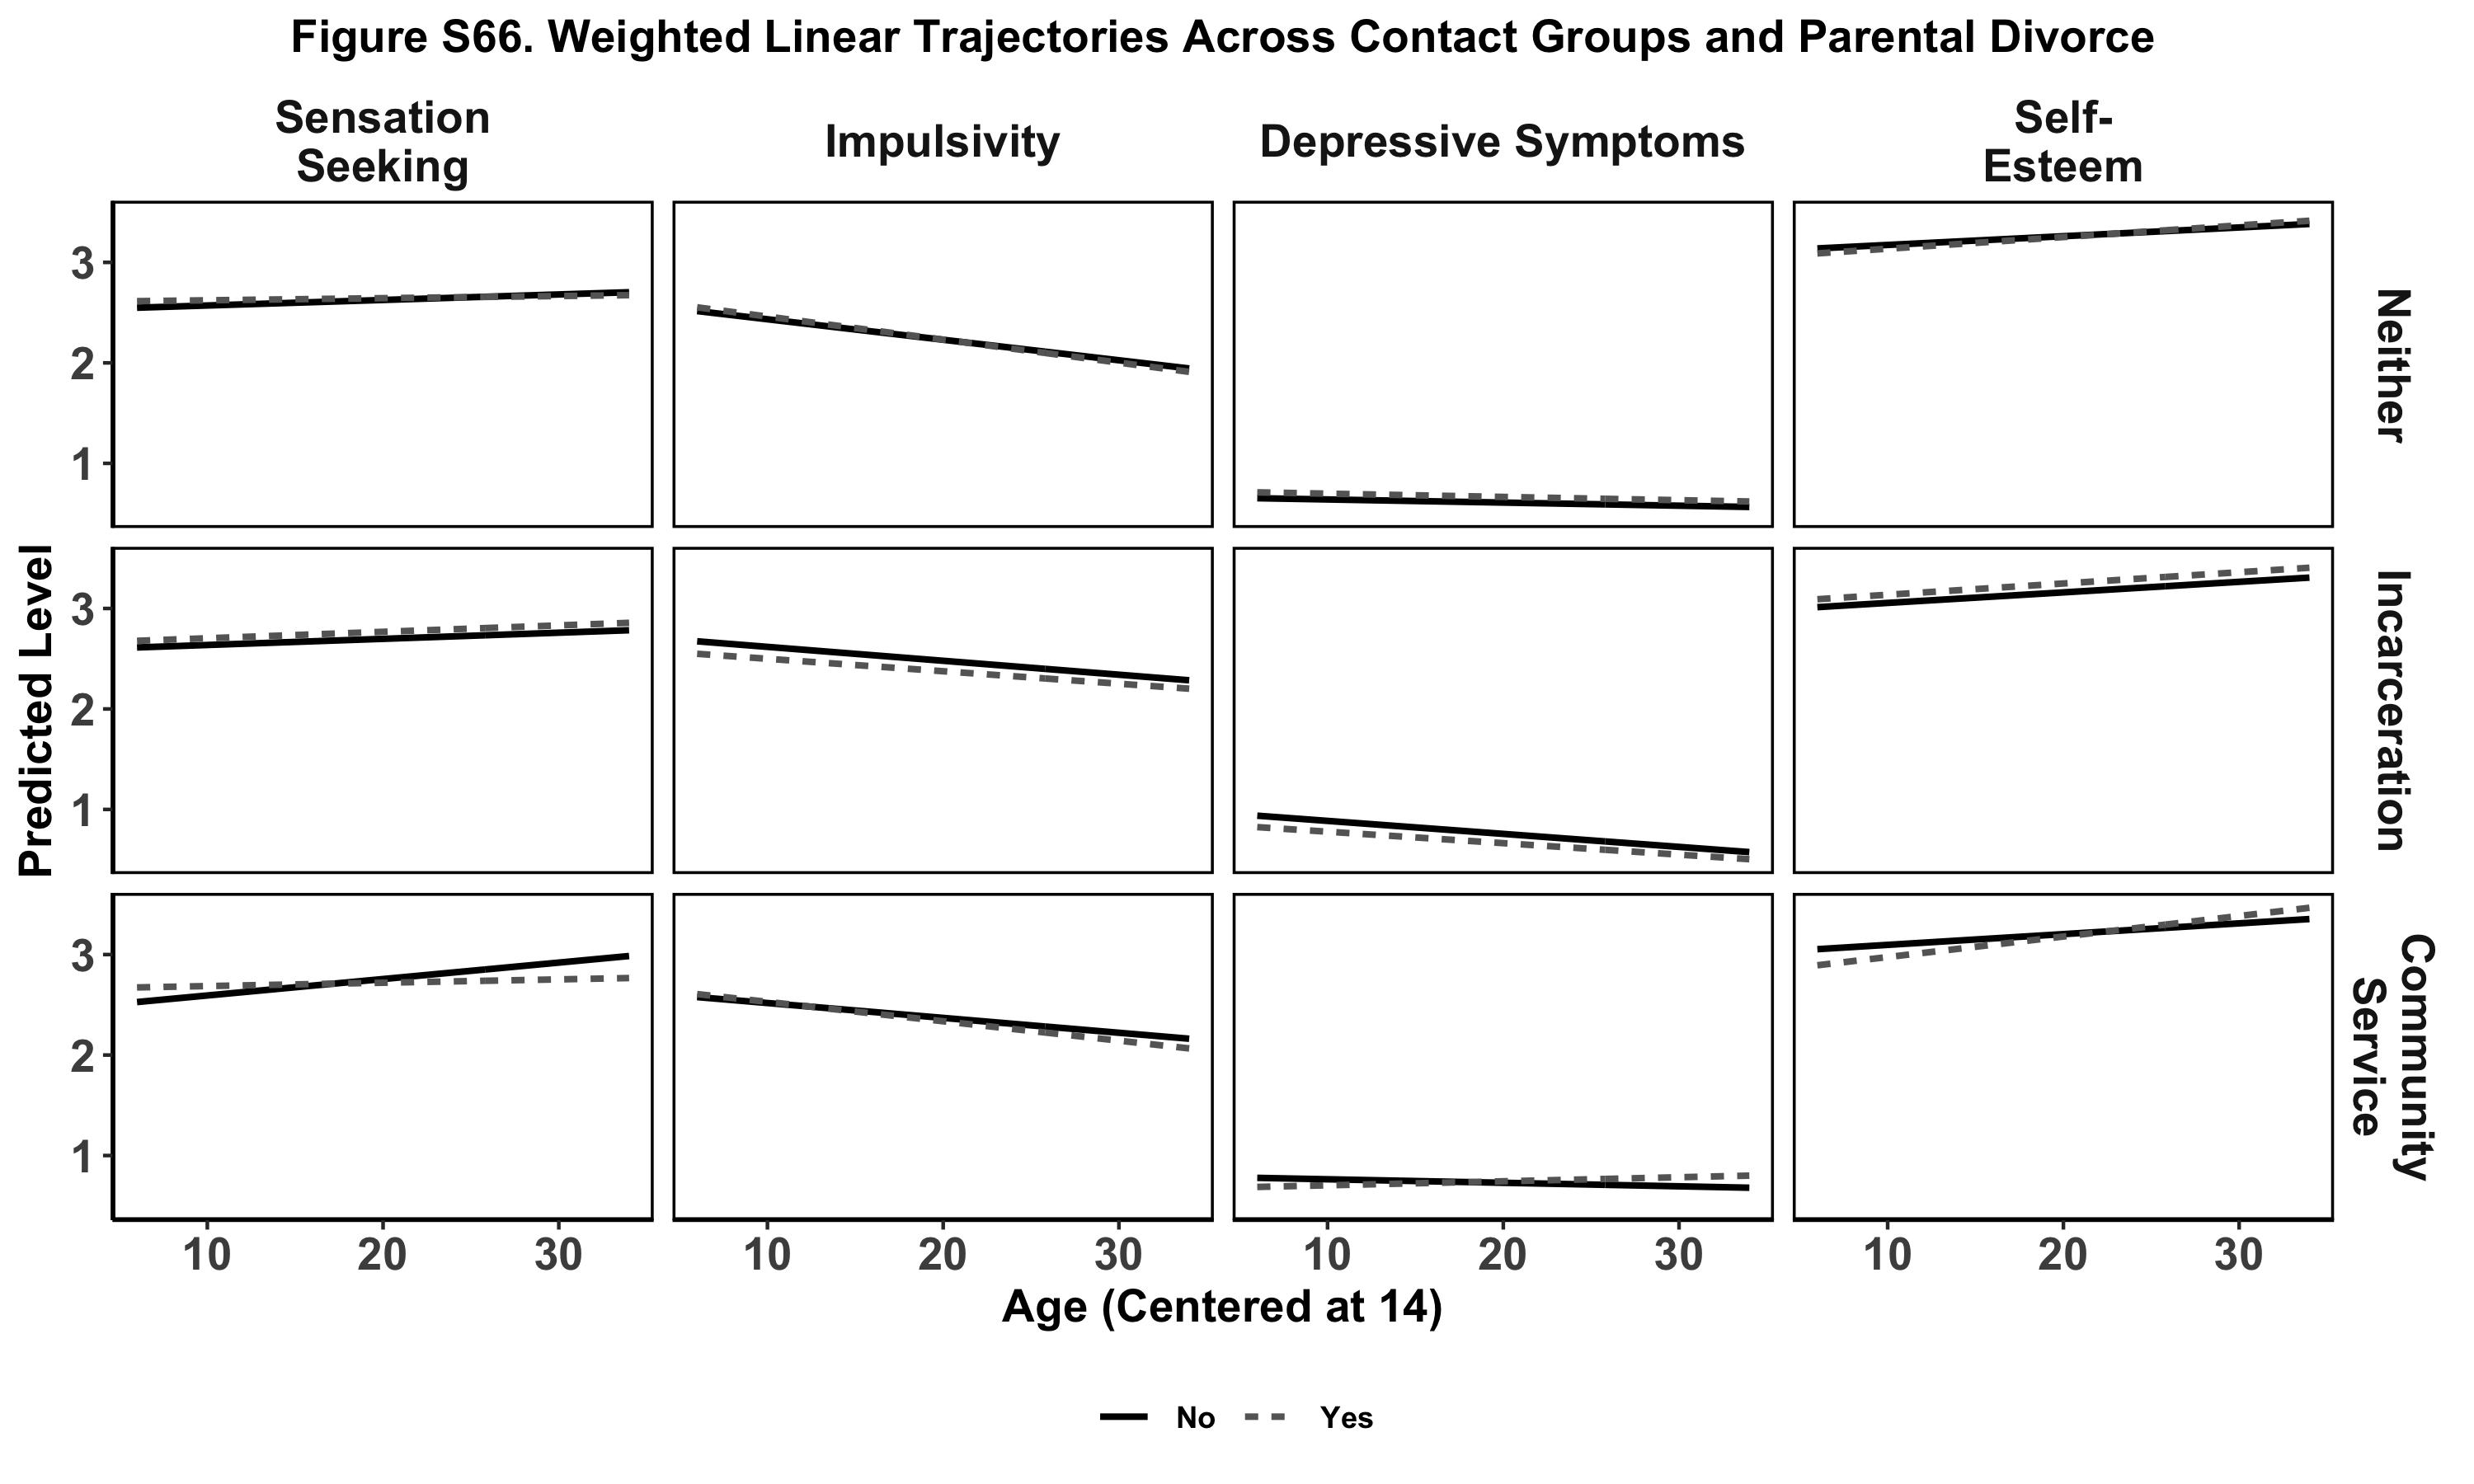 Figure S66. Weighted Linear Trajectories Across Contact Groups and Parental Divorce
Sensation
Seeking
Impulsivity
Depressive Symptoms
Self-
Esteem
Predicted Level
3
2
1
Neither
3
2
1
Incarceration
3
2
1
Community
Service
10
20
30
10
20
30
10
20
30
10
20
30
Age (Centered at 14)
No
Yes